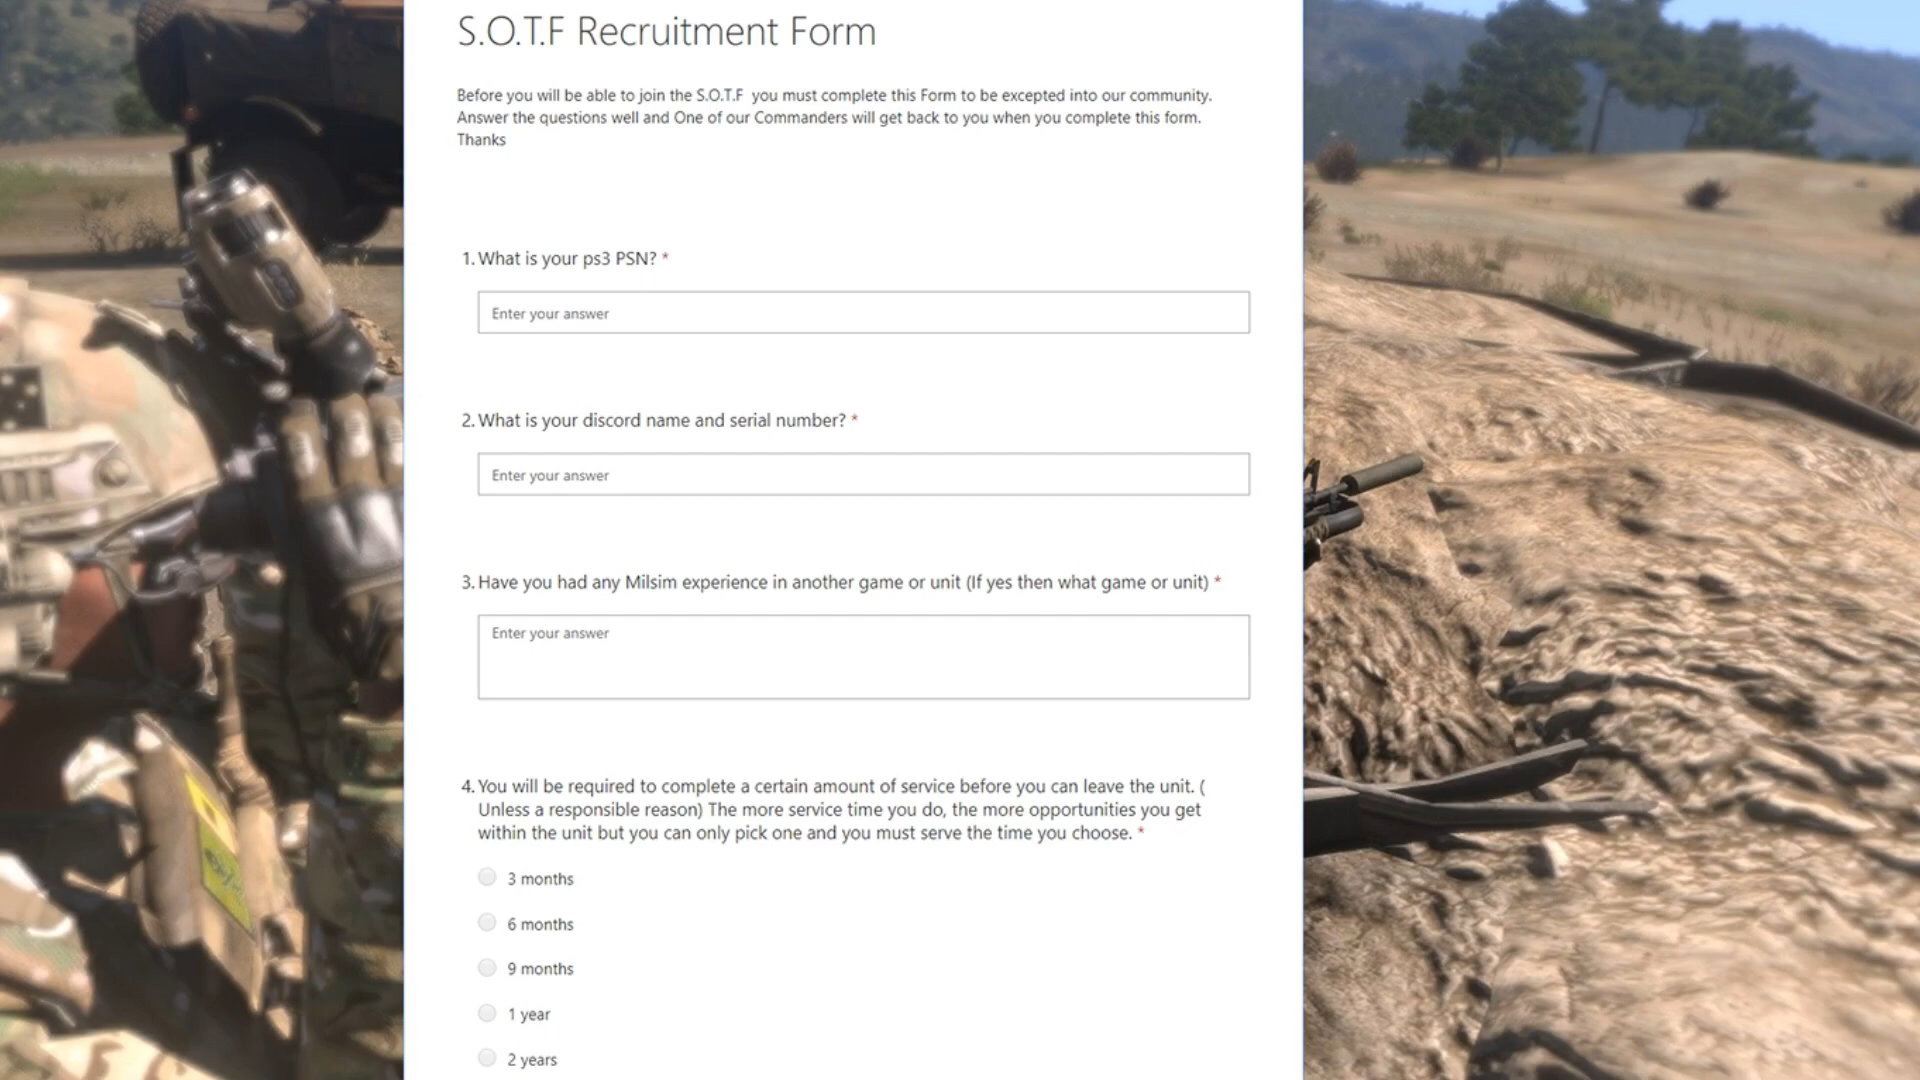 S.O.T.F Recruitment Form
Before you will be able to join the S.O.T.F you must complete this Form to be excepted into our community.
Answer the questions well and One of our Commanders will get back to you when you complete this form.
Thanks
1. What is your ps3 PSN? *
Enter your answer
2. What is your discord name and serial number? *
Enter your answer
3. Have you had any Milsim experience in another game or unit (If yes then what game or unit) *
Enter your answer
4. You will be required to complete a certain amount of service before you can leave the unit. (
Unless a responsible reason) The more service time you do, the more opportunities you get
within the unit but you can only pick one and you must serve the time you choose. *
3 months
6 months
9 months
1 year
2 years